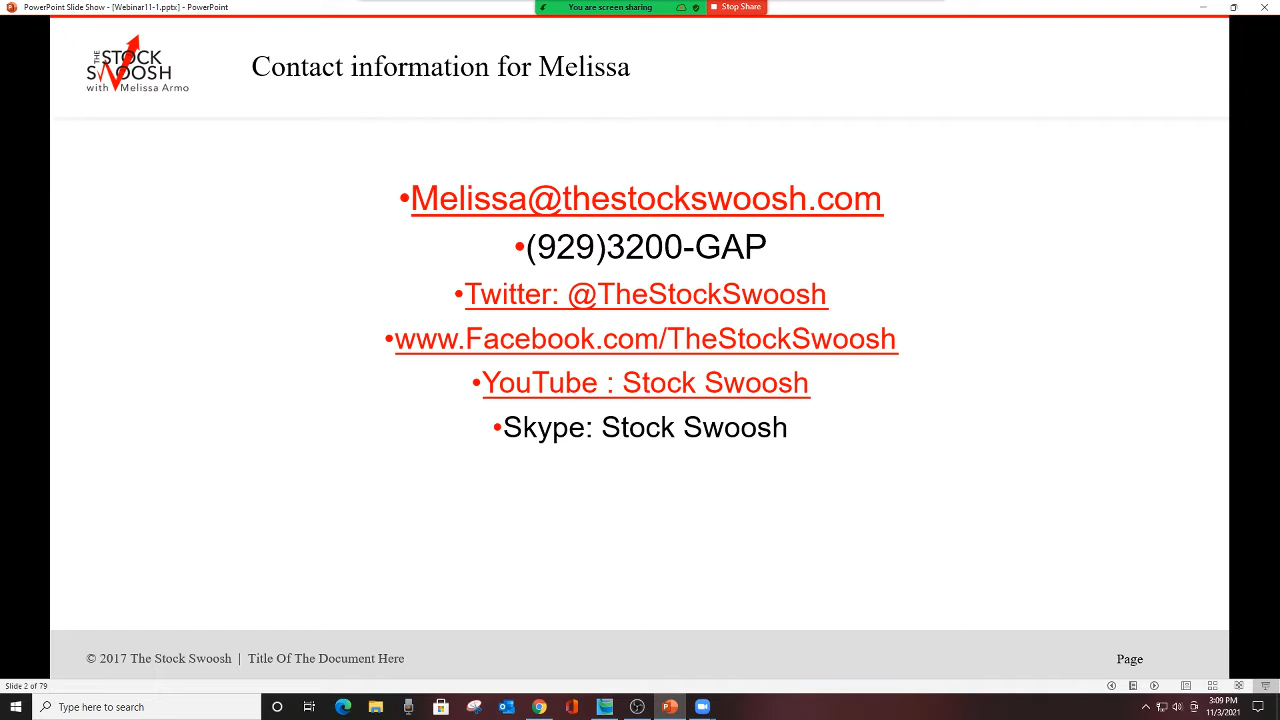 PowerPoint Slide Show - [Webinar11-1.pptx] - PowerPoint
You are screen sharing
Stop Share
THE STOCK
SWOOSH
with Melissa Armo
Contact information for Melissa
•Melissa@thestockswoosh.com
•(929)3200-GAP
•Twitter: @TheStockSwoosh
•www.Facebook.com/TheStockSwoosh
•YouTube : Stock Swoosh
•Skype: Stock Swoosh
© 2017 The Stock Swoosh | Title Of The Document Here
Page
Slide 2 of 79
Type here to search
3:09 PM
11/3/2021